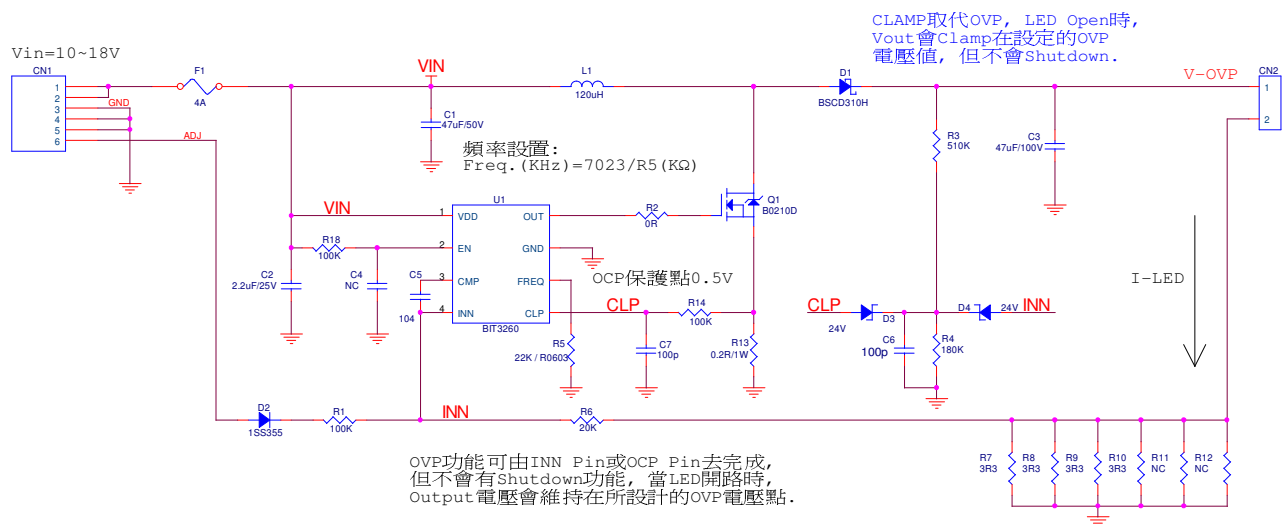 CLAMP取代OVP, LED Open時,
Vout會Clamp在設定的OVP
電壓值, 但不會Shutdown.
Vin=10~18V
CN1
1
2
3
4
5
6
GND
ADJ
F1
4A
VIN
C1
47uF/50V
L1
120uH
D1
BSCD310H
V-OVP
CN2
1
2
R3
510K
C3
47uF/100V
頻率設置:
Freq.(KHz)=7023/R5(KΩ)
VIN
R18
100K
C2
2.2uF/25V
C4
NC
C5
104
U1
1 VDD
2 EN
3 CMP
4 INN
OUT
GND
FREQ
CLP
BIT3260
R2
0R
Q1
B0210D
OCP保護點0.5V
CLP
R14
100K
R5
22K / R0603
C7
100p
R13
0.2R/1W
CLP
D3
24V
D4
24V
INN
C6
100p
R4
180K
I-LED
D2
1SS355
R1
100K
INN
R6
20K
R7
3R3
R8
3R3
R9
3R3
R10
3R3
R11
NC
R12
NC
OVP功能可由INN Pin或OCP Pin去完成,
但不會有Shutdown功能, 當LED開路時,
Output電壓會維持在所設計的OVP電壓點.